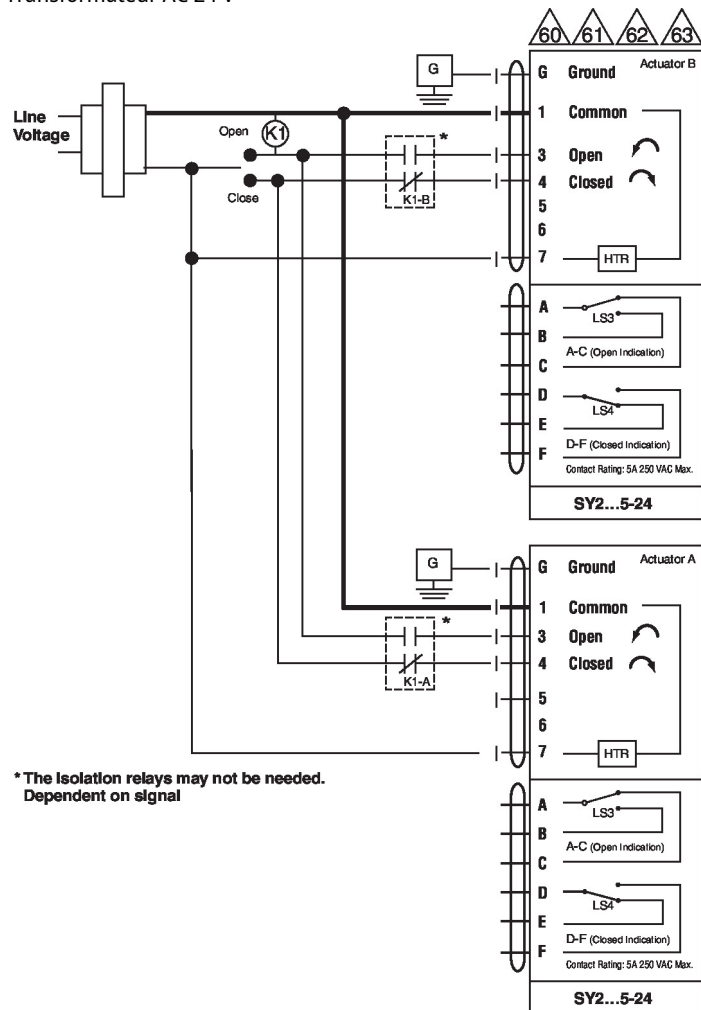 Transformateur AC 24 V
60 61 62 63
Line Voltage
G
G Ground
Actuator B
1 Common
Open
K1
*
3 Open
4 Closed
Close
K1-B
5
6
7
HTR
A
LS3
B
A-C (Open Indication)
C
D
LS4
E
D-F (Closed Indication)
F
Contact Rating: 5A 250 VAC Max.
SY2...5-24
G
G Ground
Actuator A
1 Common
*
3 Open
4 Closed
K1-A
5
6
7
HTR
* The Isolation relays may not be needed.
Dependent on signal
A
LS3
B
A-C (Open Indication)
C
D
LS4
E
D-F (Closed Indication)
F
Contact Rating: 5A 250 VAC Max.
SY2...5-24